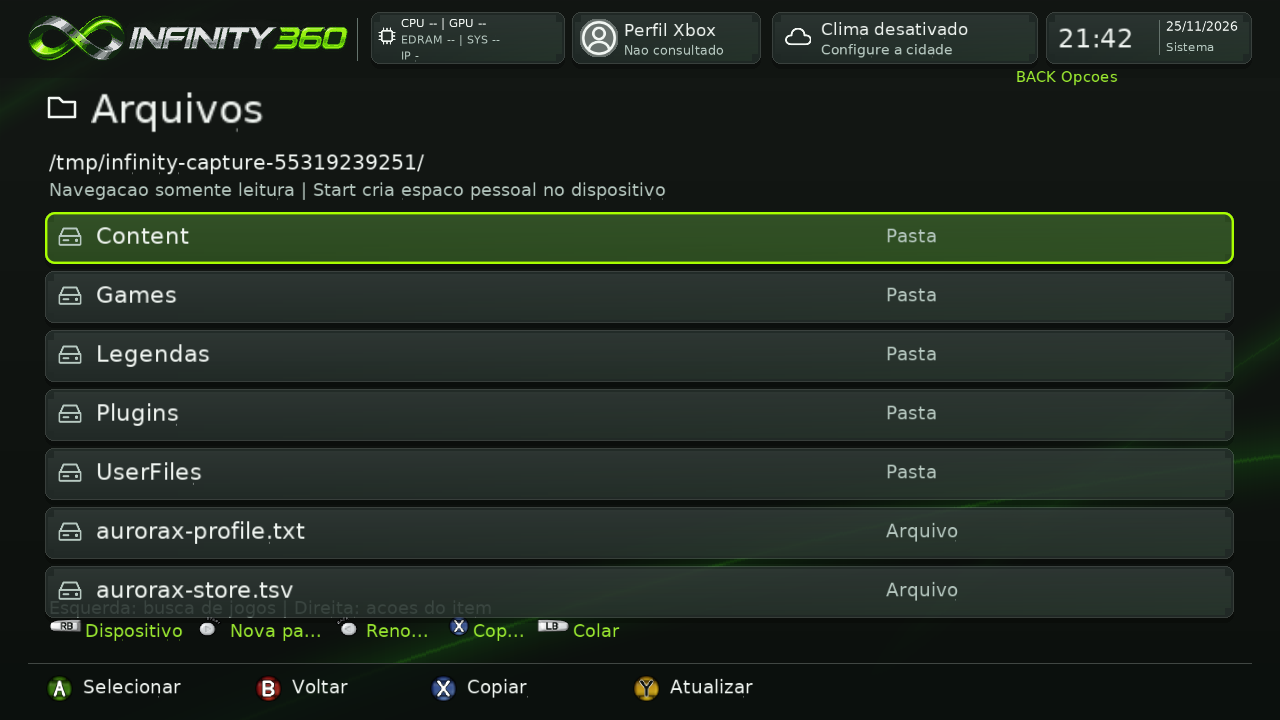 INFINITY 360
CPU -- | GPU --
EDRAM -- | SYS --
IP -
Perfil Xbox
Nao consultado
Clima desativado
Configure a cidade
21:42
25/11/2026
Sistema
BACK Opcoes
Arquivos
/tmp/infinity-capture-55319239251/
Navegacao somente leitura | Start cria espaco pessoal no dispositivo
Content Pasta
Games Pasta
Legendas Pasta
Plugins Pasta
UserFiles Pasta
aurorax-profile.txt Arquivo
aurorax-store.tsv Arquivo
Esquerda: busca de jogos | Direita: acoes do item
RB Dispositivo Nova pa... Reno... X Cop... LB Colar
A Selecionar B Voltar X Copiar Y Atualizar